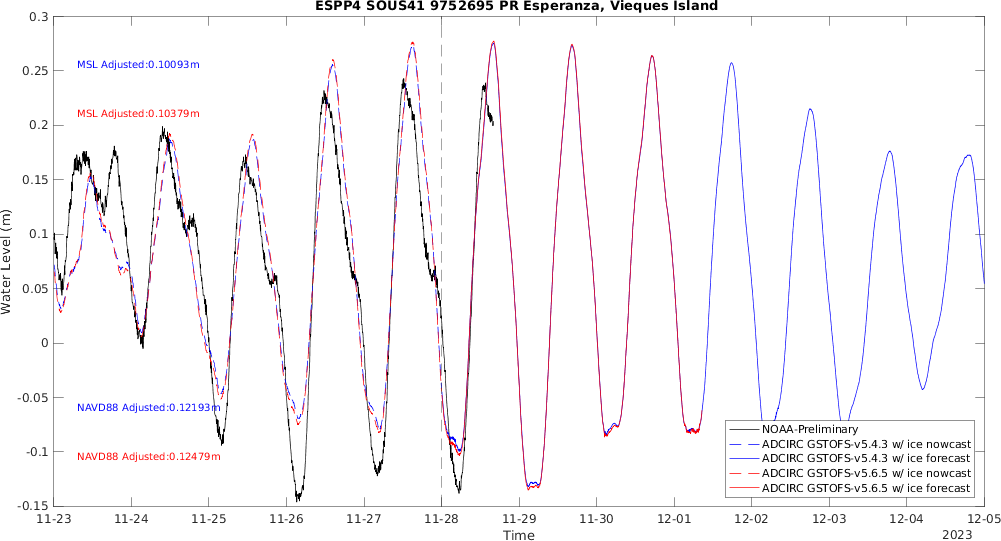 ESPP4 SOUS41 9752695 PR Esperanza, Vieques Island
0.3
0.25
0.2
0.15
0.1
0.05
0
-0.05
-0.1
-0.15
Water Level (m)
MSL Adjusted:0.10093m
MSL Adjusted:0.10379m
NAVD88 Adjusted:0.12193m
NAVD88 Adjusted:0.12479m
NOAA-Preliminary
ADCIRC GSTOFS-v5.4.3 w/ ice nowcast
ADCIRC GSTOFS-v5.4.3 w/ ice forecast
ADCIRC GSTOFS-v5.6.5 w/ ice nowcast
ADCIRC GSTOFS-v5.6.5 w/ ice forecast
11-23 11-24 11-25 11-26 11-27 11-28 11-29 11-30 12-01 12-02 12-03 12-04 12-05
Time
2023